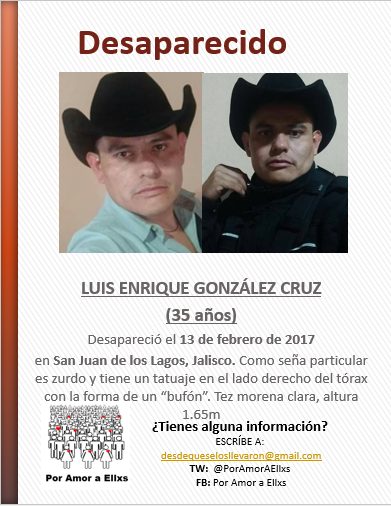 Desaparecido
LUIS ENRIQUE GONZÁLEZ CRUZ
(35 años)
Desapareció el 13 de febrero de 2017
en San Juan de los Lagos, Jalisco. Como seña particular
es zurdo y tiene un tatuaje en el lado derecho del tórax
con la forma de un “bufón”. Tez morena clara, altura
1.65m
¿Tienes alguna información?
ESCRÍBE A:
desdequeselosllevaron@gmail.com
TW: @PorAmorAEllxs
FB: Por Amor a Ellxs
Por Amor a Ellxs